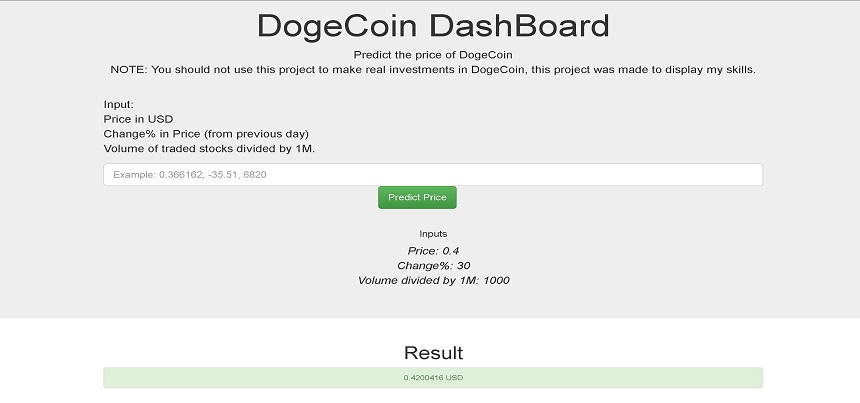 DogeCoin DashBoard
Predict the price of DogeCoin
NOTE: You should not use this project to make real investments in DogeCoin, this project was made to display my skills.
Input:
Price in USD
Change% in Price (from previous day)
Volume of traded stocks divided by 1M.
Example: 0.366162, -35.51, 6820
Predict Price
Inputs
Price: 0.4
Change%: 30
Volume divided by 1M: 1000
Result
0.4200416 USD